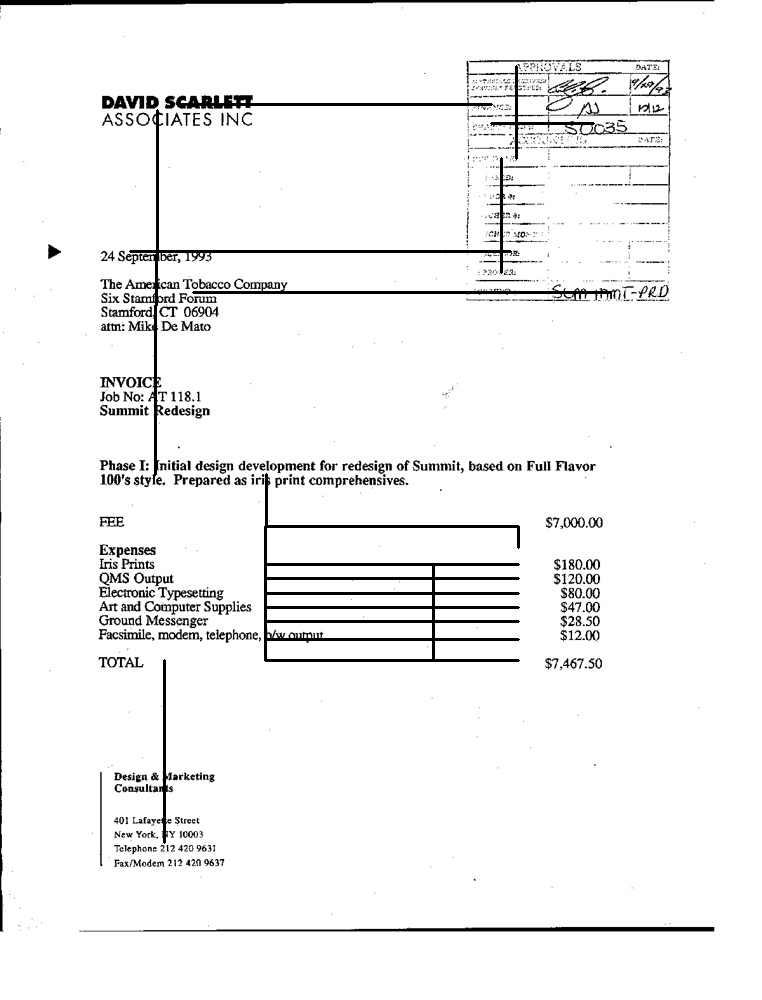 APPROVALS DATE:
9/29/93
10/12
S0035
DATE:
SUMMIT-PRD
DAVID SCARLETT
ASSOCIATES INC
24 September, 1993
The American Tobacco Company
Six Stamford Forum
Stamford, CT 06904
attn: Mike De Mato
INVOICE
Job No: AT 118.1
Summit Redesign
Phase I: Initial design development for redesign of Summit, based on Full Flavor
100's style. Prepared as iris print comprehensives.
FEE $7,000.00
Expenses
Iris Prints $180.00
QMS Output $120.00
Electronic Typesetting $80.00
Art and Computer Supplies $47.00
Ground Messenger $28.50
Facsimile, modem, telephone, b/w output $12.00
TOTAL $7,467.50
Design & Marketing
Consultants
401 Lafayette Street
New York, NY 10003
Telephone 212 420 9631
Fax/Modem 212 420 9637